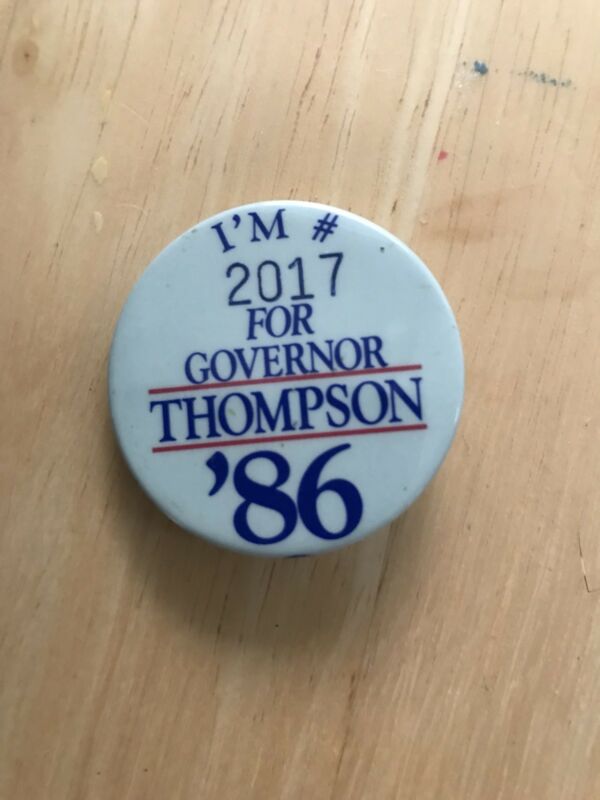 I'M #
2017
FOR
GOVERNOR
THOMPSON
'86